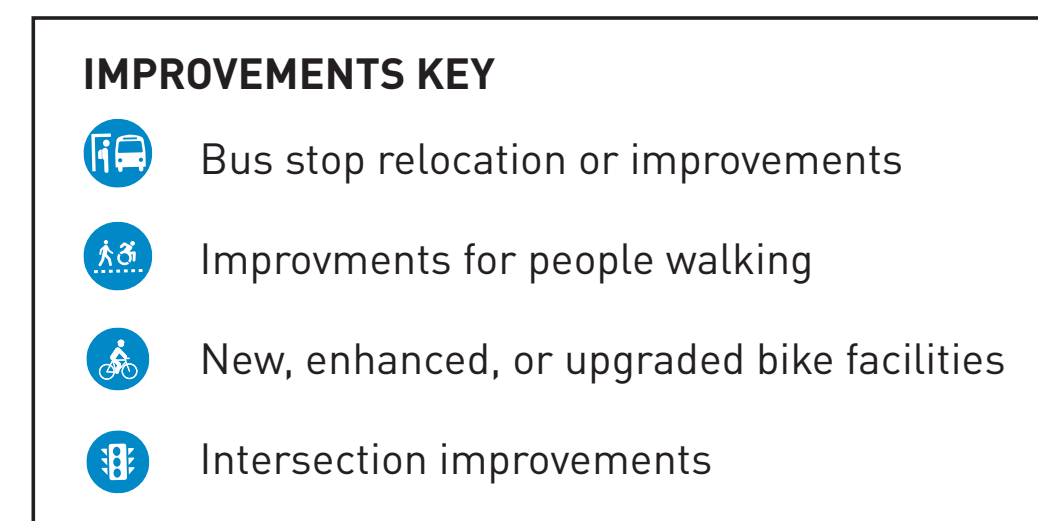 IMPROVEMENTS KEY
Bus stop relocation or improvements
Improvments for people walking
New, enhanced, or upgraded bike facilities
Intersection improvements